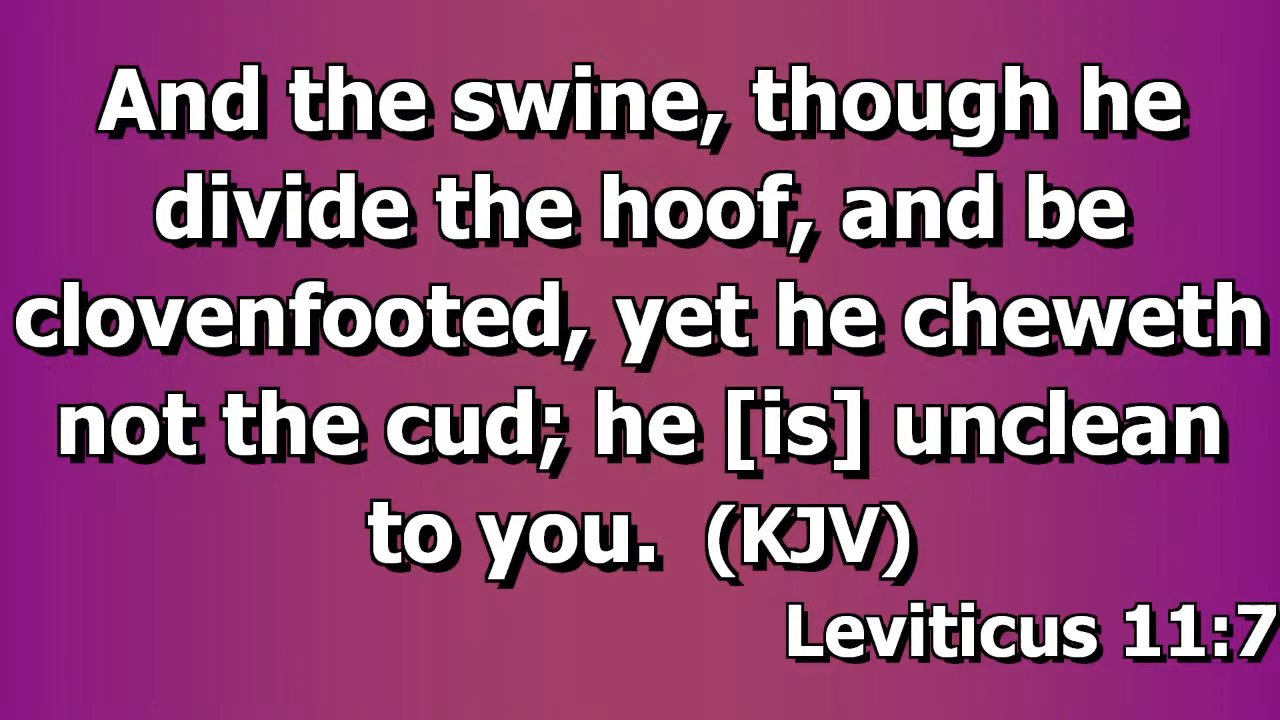 And the swine, though he
divide the hoof, and be
clovenfooted, yet he cheweth
not the cud; he [is] unclean
to you.  (KJV)
Leviticus 11:7